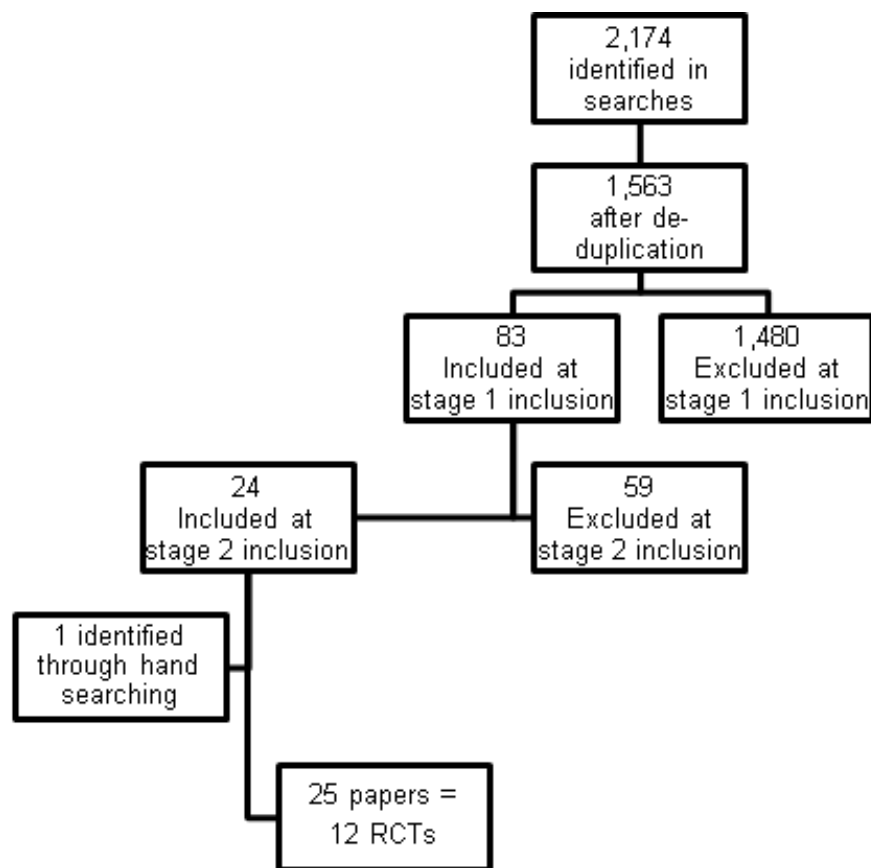 2,174
identified in
searches
1,563
after de-
duplication
83
Included at
stage 1 inclusion
1,480
Excluded at
stage 1 inclusion
24
Included at
stage 2 inclusion
59
Excluded at
stage 2 inclusion
1 identified
through hand
searching
25 papers =
12 RCTs